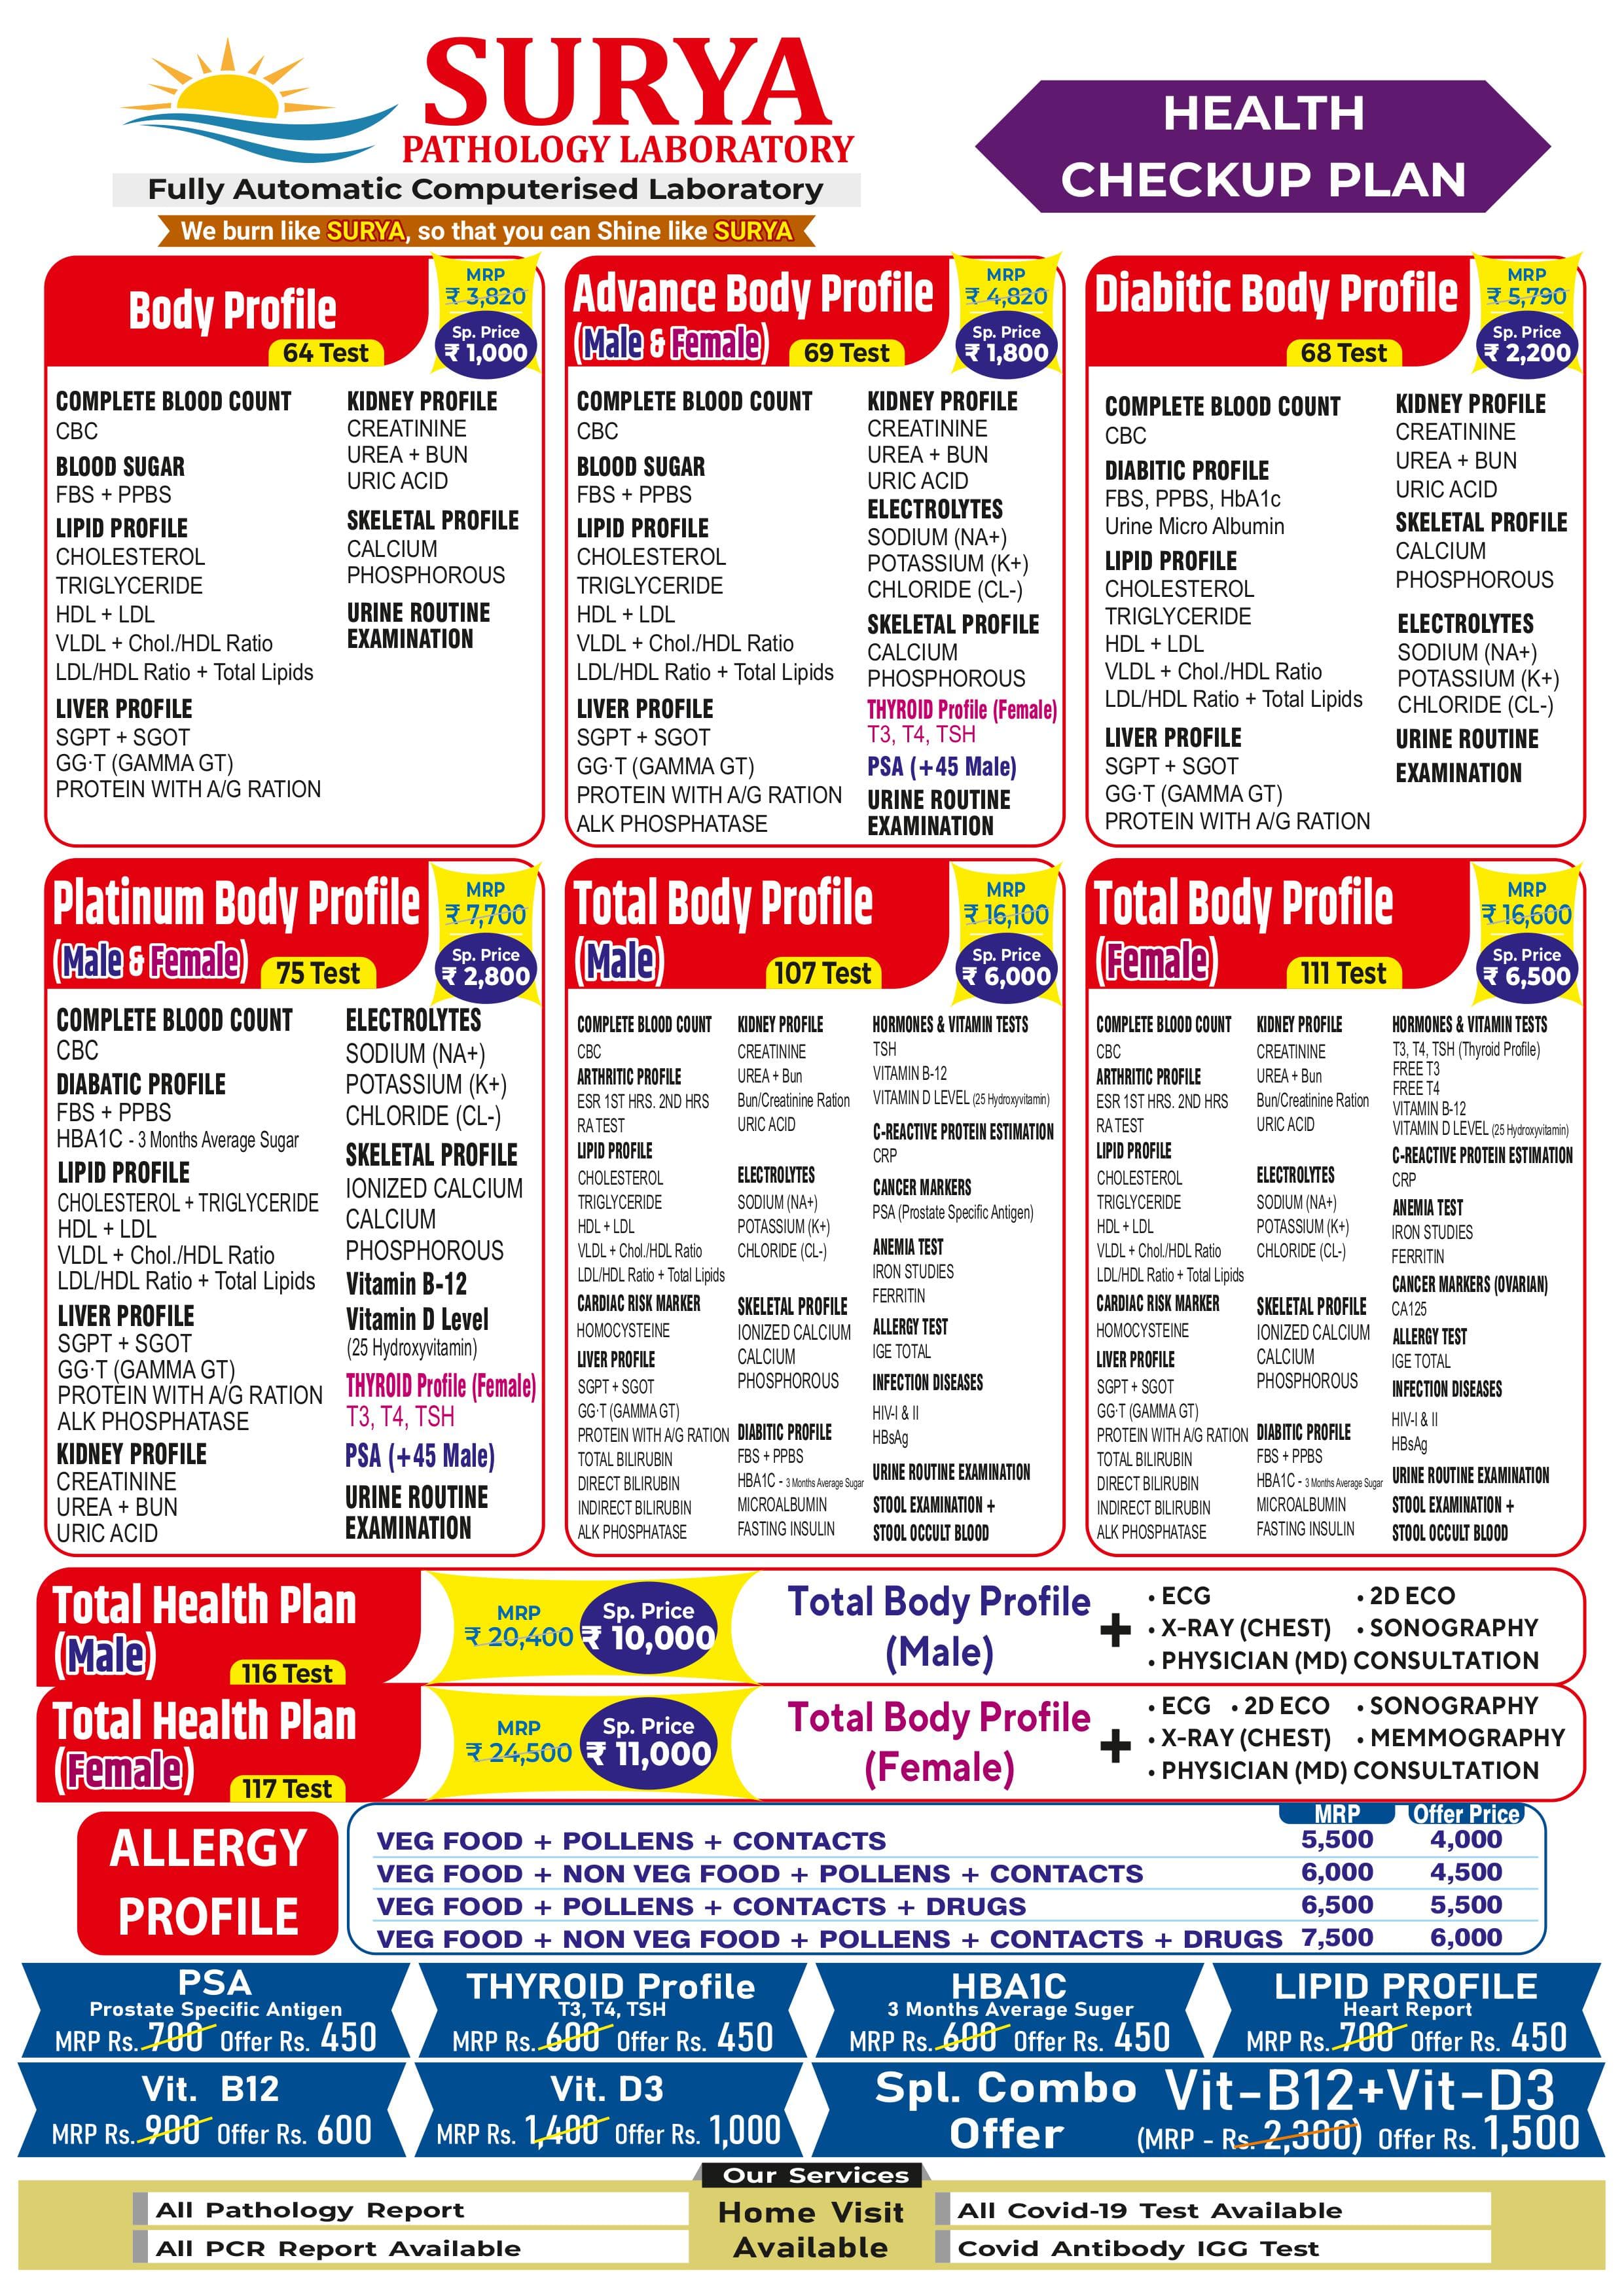 SURYA
PATHOLOGY LABORATORY
Fully Automatic Computerised Laboratory
We burn like SURYA, so that you can Shine like SURYA
HEALTH
CHECKUP PLAN
Body Profile
64 Test
MRP
₹ 3,820
Sp. Price
₹ 1,000
COMPLETE BLOOD COUNT
CBC
BLOOD SUGAR
FBS + PPBS
LIPID PROFILE
CHOLESTEROL
TRIGLYCERIDE
HDL + LDL
VLDL + Chol./HDL Ratio
LDL/HDL Ratio + Total Lipids
LIVER PROFILE
SGPT + SGOT
GG·T (GAMMA GT)
PROTEIN WITH A/G RATION
KIDNEY PROFILE
CREATININE
UREA + BUN
URIC ACID
SKELETAL PROFILE
CALCIUM
PHOSPHOROUS
URINE ROUTINE
EXAMINATION
Advance Body Profile
(Male & Female)
69 Test
MRP
₹ 4,820
Sp. Price
₹ 1,800
COMPLETE BLOOD COUNT
CBC
BLOOD SUGAR
FBS + PPBS
LIPID PROFILE
CHOLESTEROL
TRIGLYCERIDE
HDL + LDL
VLDL + Chol./HDL Ratio
LDL/HDL Ratio + Total Lipids
LIVER PROFILE
SGPT + SGOT
GG·T (GAMMA GT)
PROTEIN WITH A/G RATION
ALK PHOSPHATASE
KIDNEY PROFILE
CREATININE
UREA + BUN
URIC ACID
ELECTROLYTES
SODIUM (NA+)
POTASSIUM (K+)
CHLORIDE (CL-)
SKELETAL PROFILE
CALCIUM
PHOSPHOROUS
THYROID Profile (Female)
T3, T4, TSH
PSA (+45 Male)
URINE ROUTINE
EXAMINATION
Diabitic Body Profile
68 Test
MRP
₹ 5,790
Sp. Price
₹ 2,200
COMPLETE BLOOD COUNT
CBC
DIABITIC PROFILE
FBS, PPBS, HbA1c
Urine Micro Albumin
LIPID PROFILE
CHOLESTEROL
TRIGLYCERIDE
HDL + LDL
VLDL + Chol./HDL Ratio
LDL/HDL Ratio + Total Lipids
LIVER PROFILE
SGPT + SGOT
GG·T (GAMMA GT)
PROTEIN WITH A/G RATION
KIDNEY PROFILE
CREATININE
UREA + BUN
URIC ACID
SKELETAL PROFILE
CALCIUM
PHOSPHOROUS
ELECTROLYTES
SODIUM (NA+)
POTASSIUM (K+)
CHLORIDE (CL-)
URINE ROUTINE
EXAMINATION
Platinum Body Profile
(Male & Female)
75 Test
MRP
₹ 7,700
Sp. Price
₹ 2,800
COMPLETE BLOOD COUNT
CBC
DIABATIC PROFILE
FBS + PPBS
HBA1C - 3 Months Average Sugar
LIPID PROFILE
CHOLESTEROL + TRIGLYCERIDE
HDL + LDL
VLDL + Chol./HDL Ratio
LDL/HDL Ratio + Total Lipids
LIVER PROFILE
SGPT + SGOT
GG·T (GAMMA GT)
PROTEIN WITH A/G RATION
ALK PHOSPHATASE
KIDNEY PROFILE
CREATININE
UREA + BUN
URIC ACID
ELECTROLYTES
SODIUM (NA+)
POTASSIUM (K+)
CHLORIDE (CL-)
SKELETAL PROFILE
IONIZED CALCIUM
CALCIUM
PHOSPHOROUS
Vitamin B-12
Vitamin D Level
(25 Hydroxyvitamin)
THYROID Profile (Female)
T3, T4, TSH
PSA (+45 Male)
URINE ROUTINE
EXAMINATION
Total Body Profile
(Male)
107 Test
MRP
₹ 16,100
Sp. Price
₹ 6,000
COMPLETE BLOOD COUNT
CBC
ARTHRITIC PROFILE
ESR 1ST HRS. 2ND HRS
RA TEST
LIPID PROFILE
CHOLESTEROL
TRIGLYCERIDE
HDL + LDL
VLDL + Chol./HDL Ratio
LDL/HDL Ratio + Total Lipids
CARDIAC RISK MARKER
HOMOCYSTEINE
LIVER PROFILE
SGPT + SGOT
GG·T (GAMMA GT)
PROTEIN WITH A/G RATION
TOTAL BILIRUBIN
DIRECT BILIRUBIN
INDIRECT BILIRUBIN
ALK PHOSPHATASE
KIDNEY PROFILE
CREATININE
UREA + Bun
Bun/Creatinine Ration
URIC ACID
ELECTROLYTES
SODIUM (NA+)
POTASSIUM (K+)
CHLORIDE (CL-)
SKELETAL PROFILE
IONIZED CALCIUM
CALCIUM
PHOSPHOROUS
DIABITIC PROFILE
FBS + PPBS
HBA1C - 3 Months Average Sugar
MICROALBUMIN
FASTING INSULIN
HORMONES & VITAMIN TESTS
TSH
VITAMIN B-12
VITAMIN D LEVEL (25 Hydroxyvitamin)
C-REACTIVE PROTEIN ESTIMATION
CRP
CANCER MARKERS
PSA (Prostate Specific Antigen)
ANEMIA TEST
IRON STUDIES
FERRITIN
ALLERGY TEST
IGE TOTAL
INFECTION DISEASES
HIV-I & II
HBsAg
URINE ROUTINE EXAMINATION
STOOL EXAMINATION +
STOOL OCCULT BLOOD
Total Body Profile
(Female)
111 Test
MRP
₹ 16,600
Sp. Price
₹ 6,500
COMPLETE BLOOD COUNT
CBC
ARTHRITIC PROFILE
ESR 1ST HRS. 2ND HRS
RA TEST
LIPID PROFILE
CHOLESTEROL
TRIGLYCERIDE
HDL + LDL
VLDL + Chol./HDL Ratio
LDL/HDL Ratio + Total Lipids
CARDIAC RISK MARKER
HOMOCYSTEINE
LIVER PROFILE
SGPT + SGOT
GG·T (GAMMA GT)
PROTEIN WITH A/G RATION
TOTAL BILIRUBIN
DIRECT BILIRUBIN
INDIRECT BILIRUBIN
ALK PHOSPHATASE
KIDNEY PROFILE
CREATININE
UREA + Bun
Bun/Creatinine Ration
URIC ACID
ELECTROLYTES
SODIUM (NA+)
POTASSIUM (K+)
CHLORIDE (CL-)
SKELETAL PROFILE
IONIZED CALCIUM
CALCIUM
PHOSPHOROUS
DIABITIC PROFILE
FBS + PPBS
HBA1C - 3 Months Average Sugar
MICROALBUMIN
FASTING INSULIN
HORMONES & VITAMIN TESTS
T3, T4, TSH (Thyroid Profile)
FREE T3
FREE T4
VITAMIN B-12
VITAMIN D LEVEL (25 Hydroxyvitamin)
C-REACTIVE PROTEIN ESTIMATION
CRP
ANEMIA TEST
IRON STUDIES
FERRITIN
CANCER MARKERS (OVARIAN)
CA125
ALLERGY TEST
IGE TOTAL
INFECTION DISEASES
HIV-I & II
HBsAg
URINE ROUTINE EXAMINATION
STOOL EXAMINATION +
STOOL OCCULT BLOOD
Total Health Plan
(Male)
116 Test
MRP
₹ 20,400
Sp. Price
₹ 10,000
Total Body Profile
(Male)
+
• ECG • 2D ECO
• X-RAY (CHEST) • SONOGRAPHY
• PHYSICIAN (MD) CONSULTATION
Total Health Plan
(Female)
117 Test
MRP
₹ 24,500
Sp. Price
₹ 11,000
Total Body Profile
(Female)
+
• ECG • 2D ECO • SONOGRAPHY
• X-RAY (CHEST) • MEMMOGRAPHY
• PHYSICIAN (MD) CONSULTATION
ALLERGY
PROFILE
MRP Offer Price
VEG FOOD + POLLENS + CONTACTS 5,500 4,000
VEG FOOD + NON VEG FOOD + POLLENS + CONTACTS 6,000 4,500
VEG FOOD + POLLENS + CONTACTS + DRUGS 6,500 5,500
VEG FOOD + NON VEG FOOD + POLLENS + CONTACTS + DRUGS 7,500 6,000
PSA
Prostate Specific Antigen
MRP Rs. 700 Offer Rs. 450
THYROID Profile
T3, T4, TSH
MRP Rs. 600 Offer Rs. 450
HBA1C
3 Months Average Suger
MRP Rs. 600 Offer Rs. 450
LIPID PROFILE
Heart Report
MRP Rs. 700 Offer Rs. 450
Vit. B12
MRP Rs. 900 Offer Rs. 600
Vit. D3
MRP Rs. 1,400 Offer Rs. 1,000
Spl. Combo
Offer
Vit-B12+Vit-D3
(MRP - Rs. 2,300) Offer Rs. 1,500
Our Services
All Pathology Report
All PCR Report Available
Home Visit
Available
All Covid-19 Test Available
Covid Antibody IGG Test